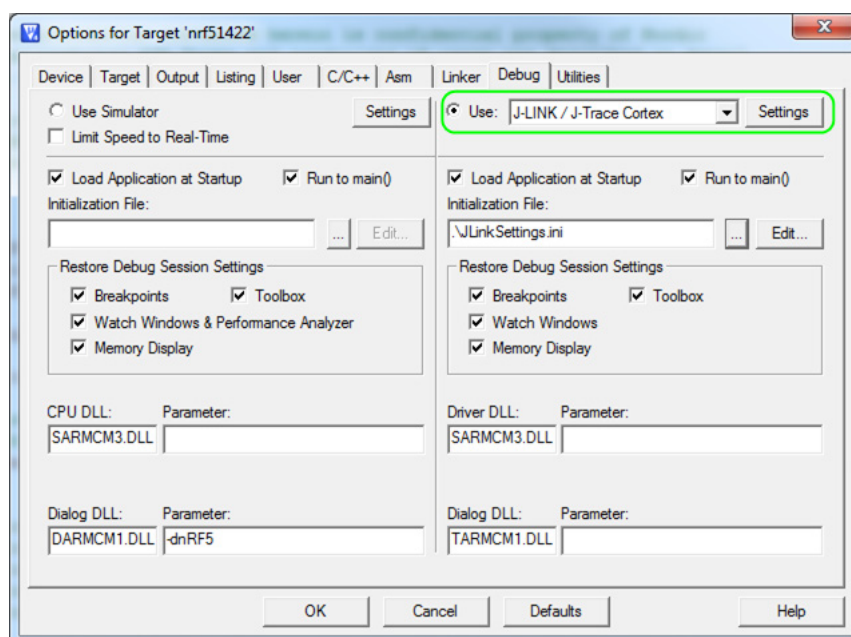 Options for Target 'nrf51422'
Device Target Output Listing User C/C++ Asm Linker Debug Utilities
Use Simulator Settings
Limit Speed to Real-Time
Use: J-LINK / J-Trace Cortex Settings
Load Application at Startup Run to main()
Initialization File:
... Edit...
Load Application at Startup Run to main()
Initialization File:
.\JLinkSettings.ini ... Edit...
Restore Debug Session Settings
Breakpoints Toolbox
Watch Windows & Performance Analyzer
Memory Display
Restore Debug Session Settings
Breakpoints Toolbox
Watch Windows
Memory Display
CPU DLL: Parameter:
SARMCM3.DLL
Driver DLL: Parameter:
SARMCM3.DLL
Dialog DLL: Parameter:
DARMCM1.DLL -dnRF5
Dialog DLL: Parameter:
TARMCM1.DLL
OK Cancel Defaults Help